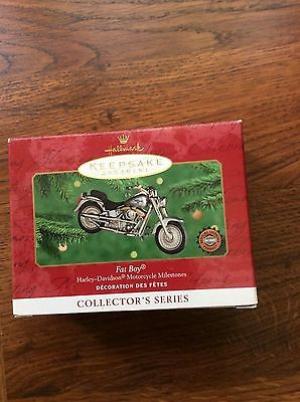 Hallmark
KEEPSAKE
ORNAMENT
Fat Boy®
Harley-Davidson® Motorcycle Milestones
DÉCORATION DES FÊTES
COLLECTOR'S SERIES